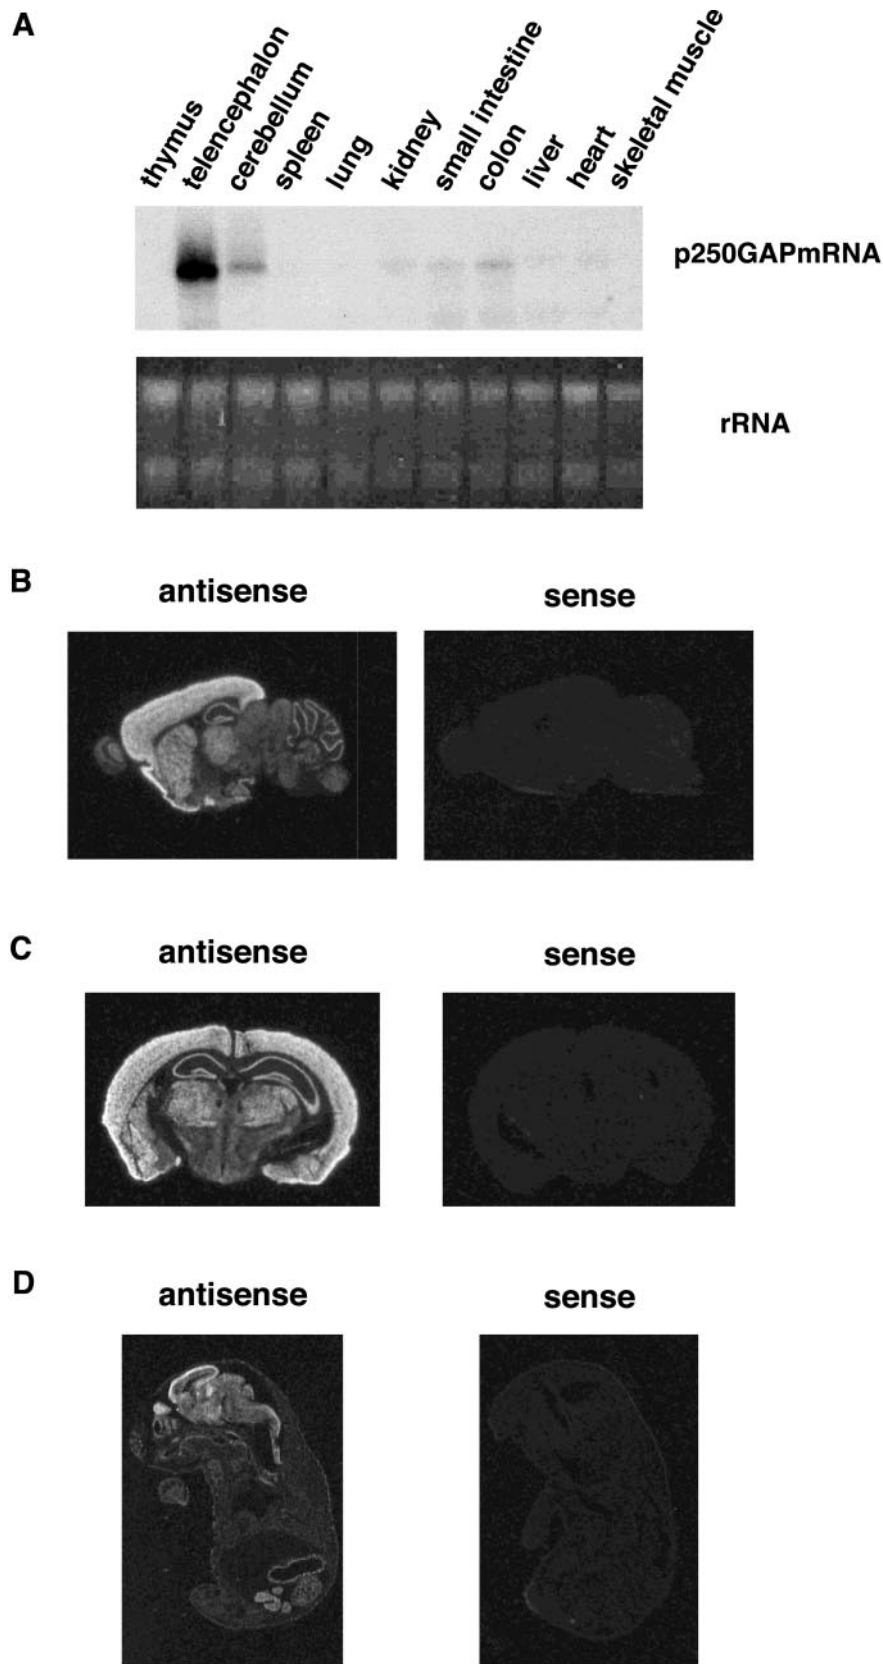 A
thymus
telencephalon
cerebellum
spleen
lung
kidney
small intestine
colon
liver
heart
skeletal muscle
p250GAPmRNA
rRNA
B
antisense
sense
C
antisense
sense
D
antisense
sense